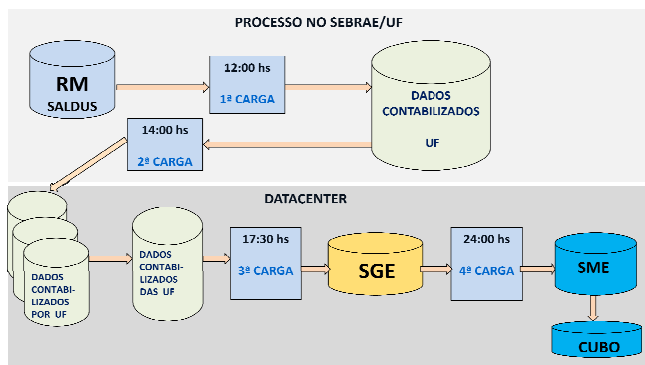 PROCESSO NO SEBRAE/UF
RM
SALDUS
12:00 hs
1ª CARGA
DADOS
CONTABILIZADOS
UF
14:00 hs
2ª CARGA
DATACENTER
DADOS
CONTABI-
LIZADOS
POR UF
DADOS
CONTABI-
LIZADOS
DAS UF
17:30 hs
3ª CARGA
SGE
24:00 hs
4ª CARGA
SME
CUBO